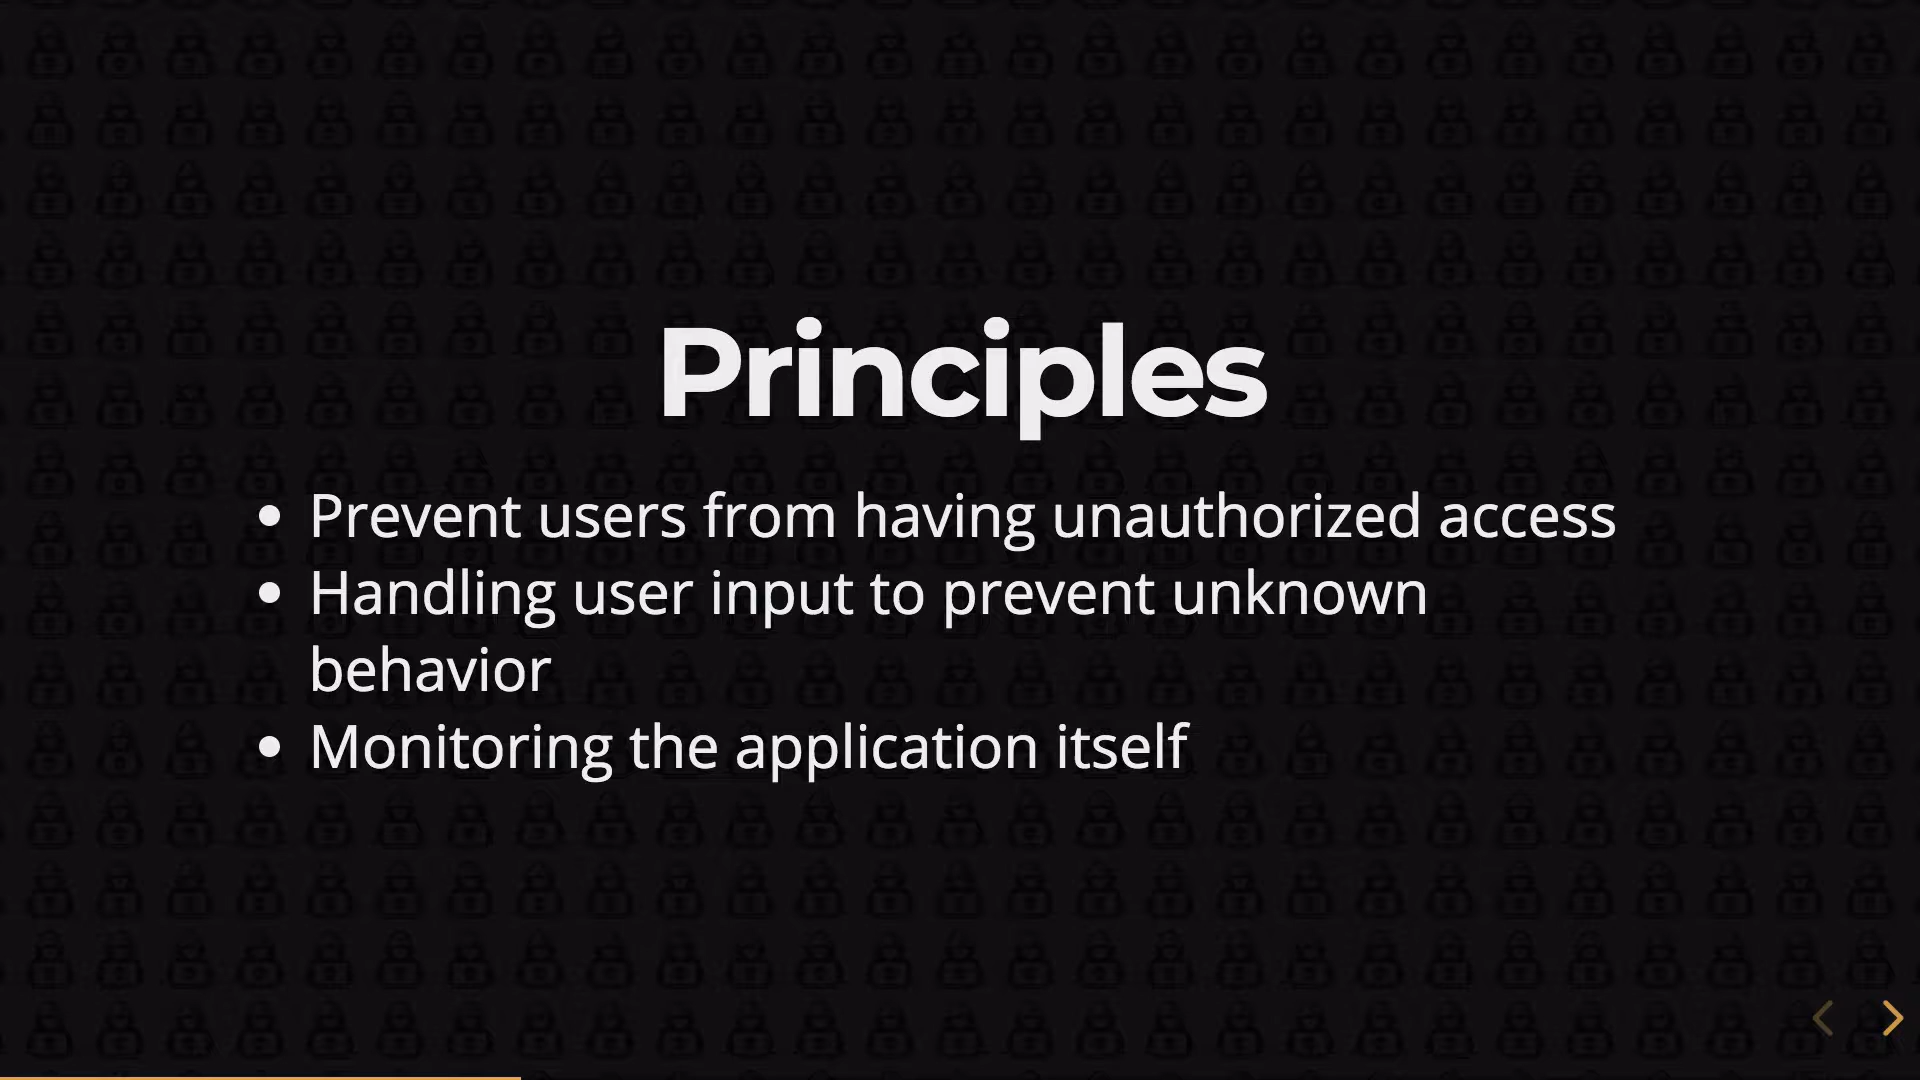 Principles
• Prevent users from having unauthorized access
• Handling user input to prevent unknown
behavior
• Monitoring the application itself